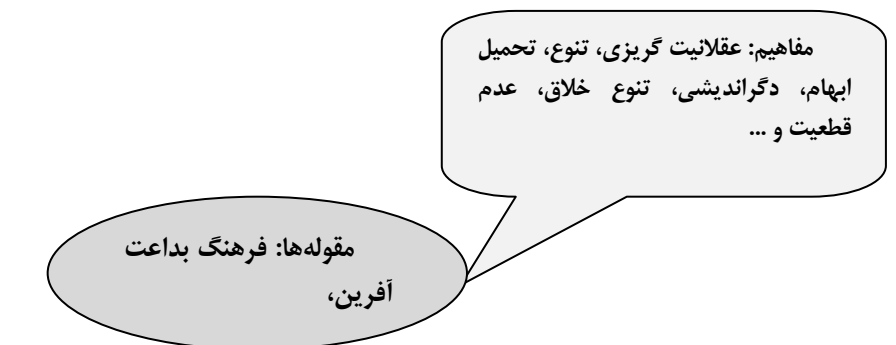 مفاهیم: عقلانیت گریزی، تنوع، تحمیل
ابهام، دگراندیشی، تنوع خلاق، عدم
قطعیت و ...
مقوله‌ها: فرهنگ بداعت
آفرین،